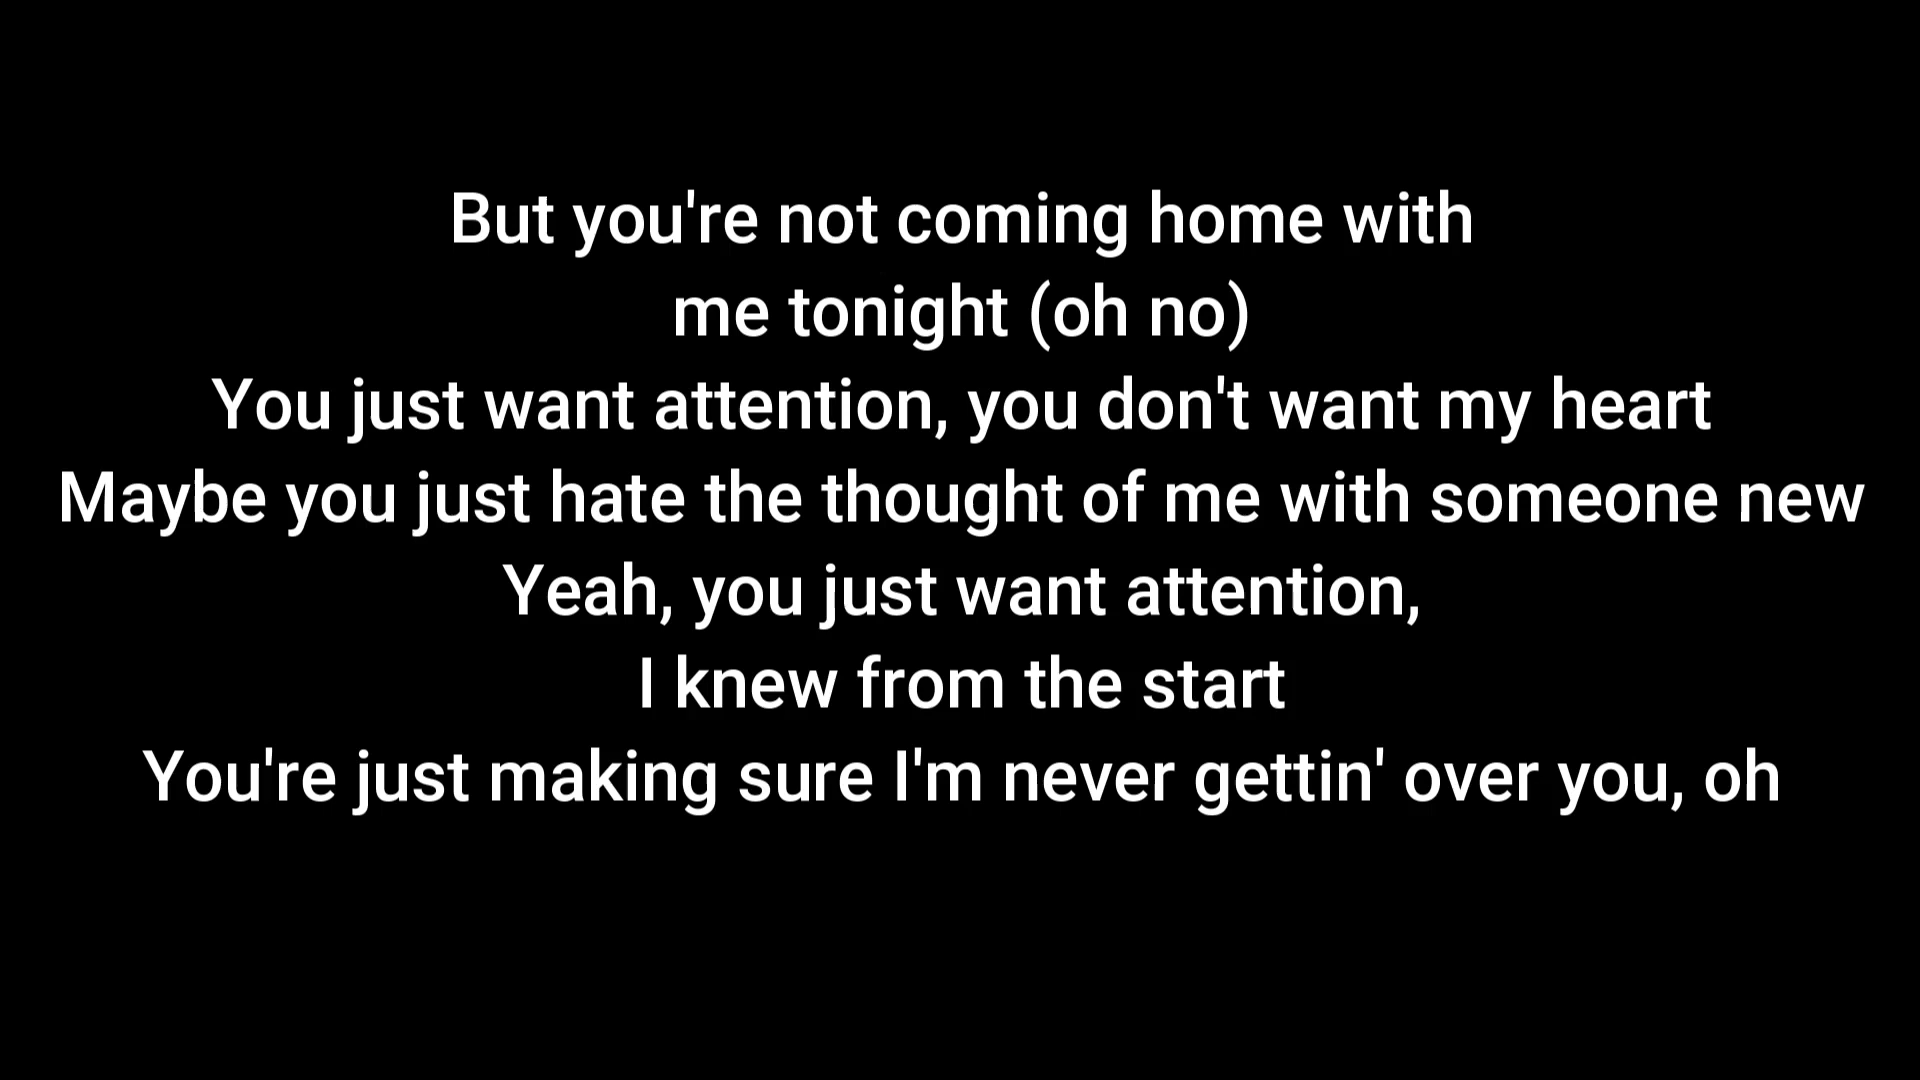 But you're not coming home with
me tonight (oh no)
You just want attention, you don't want my heart
Maybe you just hate the thought of me with someone new
Yeah, you just want attention,
I knew from the start
You're just making sure I'm never gettin' over you, oh